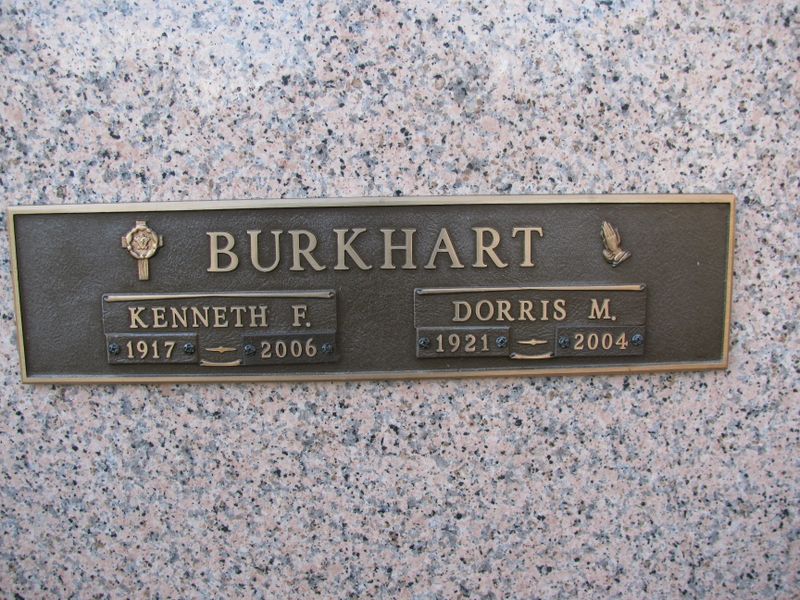 BURKHART
KENNETH F.
1917 2006
DORRIS M.
1921 2004